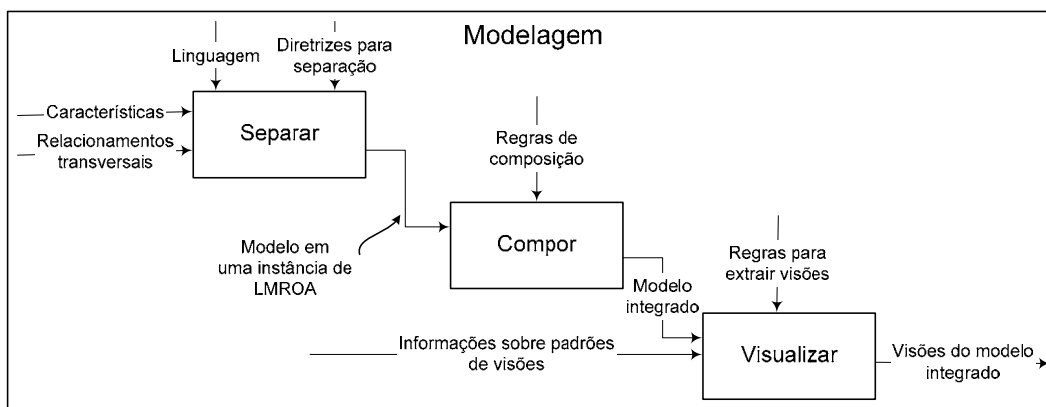 Modelagem
Linguagem
Diretrizes para
separação
Características
Relacionamentos
transversais
Separar
Regras de
composição
Modelo em
uma instância de
LMROA
Compor
Regras para
extrair visões
Modelo
integrado
Informações sobre padrões
de visões
Visualizar
Visões do modelo
integrado